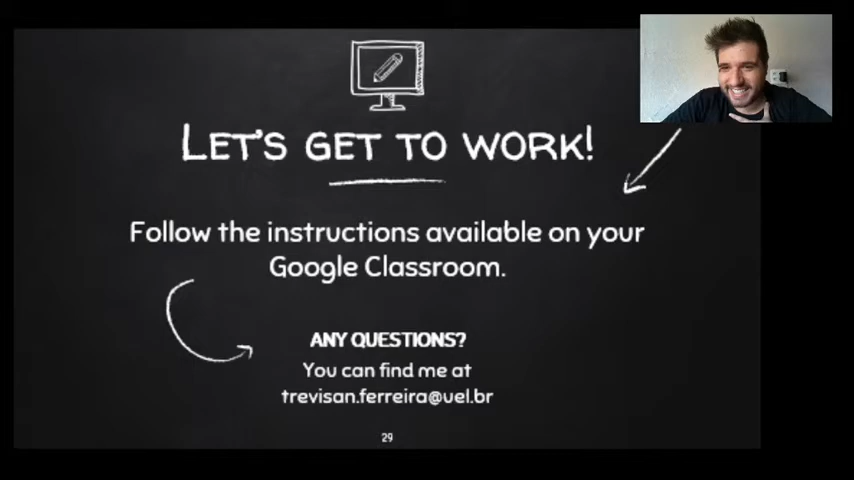 LET'S GET TO WORK!
Follow the instructions available on your
Google Classroom.
ANY QUESTIONS?
You can find me at
trevisan.ferreira@uel.br
29